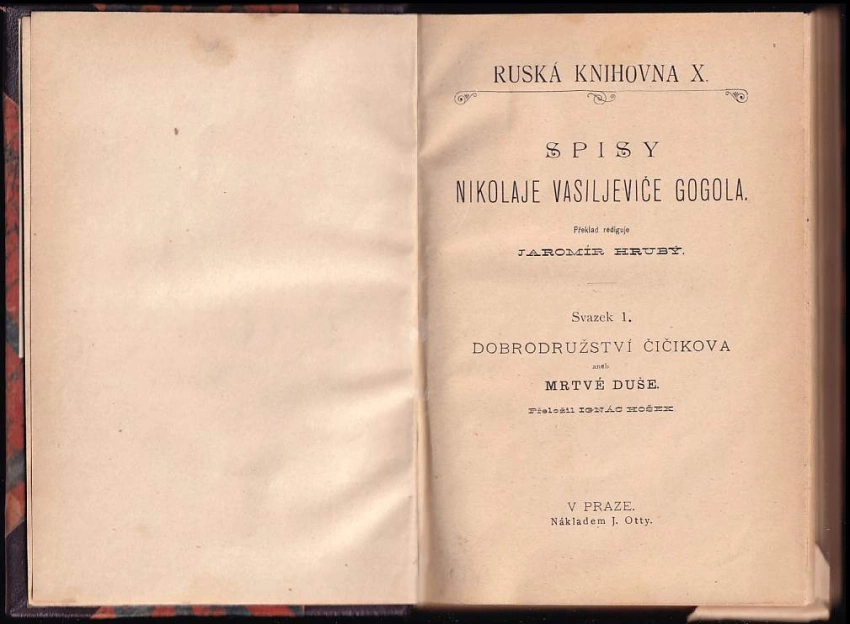 RUSKÁ KNIHOVNA X.
SPISY
NIKOLAJE VASILJEVIČE GOGOLA.
Překlad rediguje
JAROMÍR HRUBÝ.
Svazek 1.
DOBRODRUŽSTVÍ ČIČIKOVA
aneb
MRTVÉ DUŠE.
Přeložil IGNÁC HOŠEK
V PRAZE.
Nákladem J. Otty.